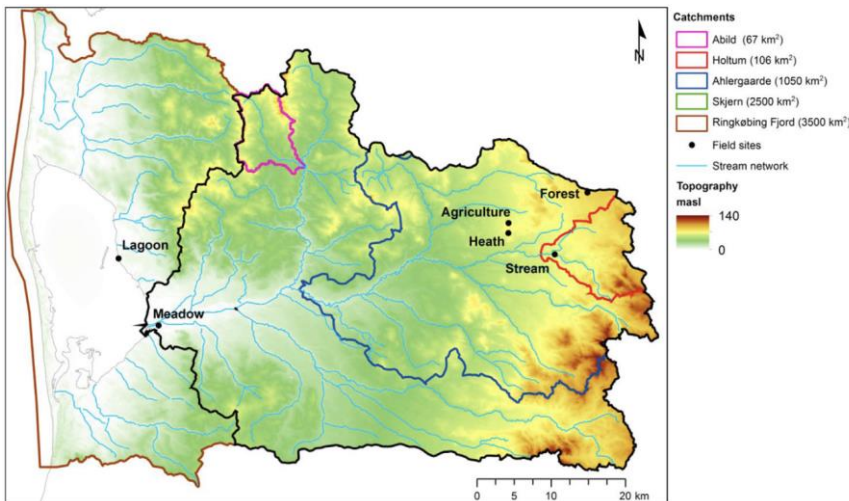 N
Forest
Agriculture
Heath
Stream
Lagoon
Meadow
0 5 10 20 km
Catchments
Abild (67 km²)
Holtum (106 km²)
Ahlergaarde (1050 km²)
Skjern (2500 km²)
Ringkøbing Fjord (3500 km²)
Field sites
Stream network
Topography
masl
140
0